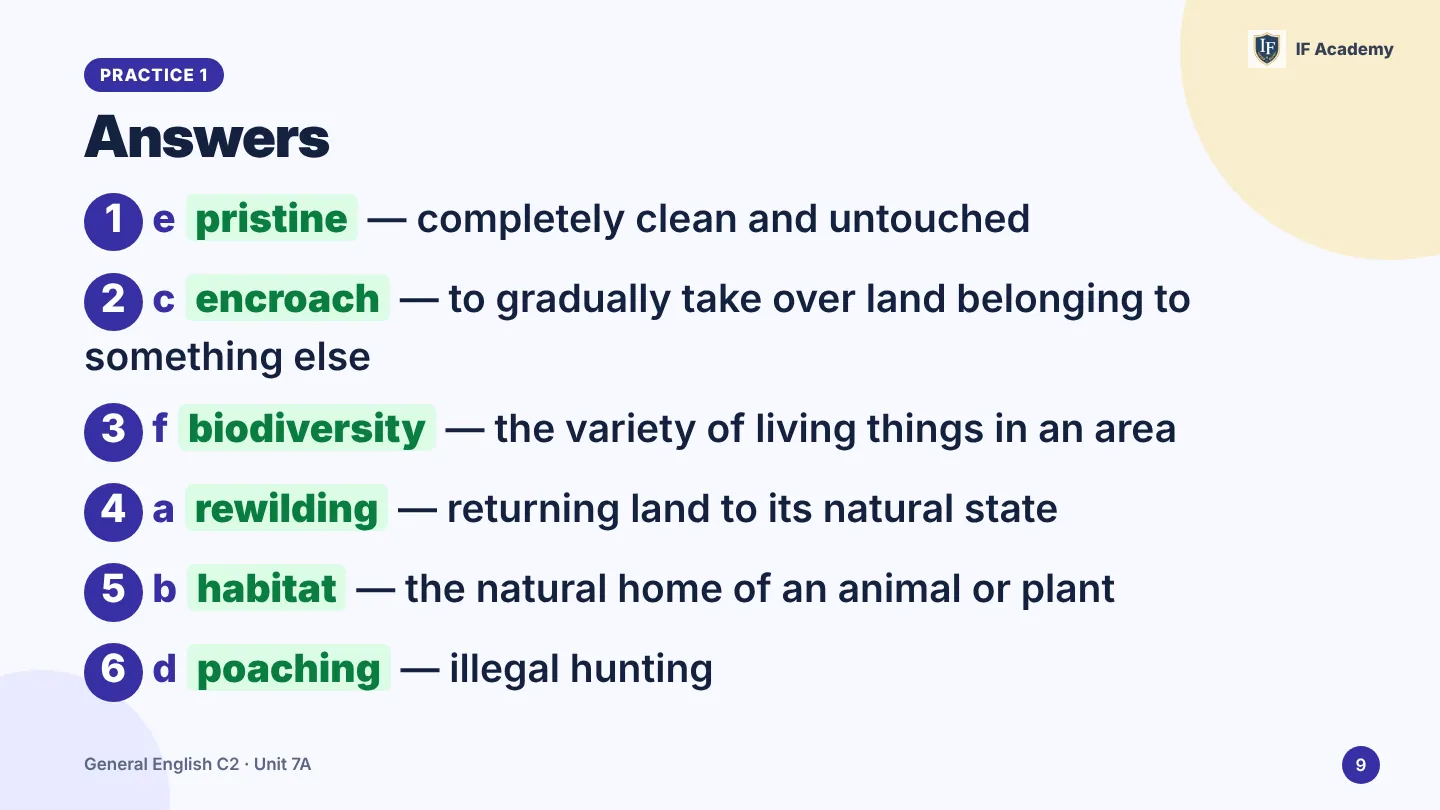 IF IF Academy
PRACTICE 1
Answers
1 e pristine — completely clean and untouched
2 c encroach — to gradually take over land belonging to
something else
3 f biodiversity — the variety of living things in an area
4 a rewilding — returning land to its natural state
5 b habitat — the natural home of an animal or plant
6 d poaching — illegal hunting
General English C2 · Unit 7A
9